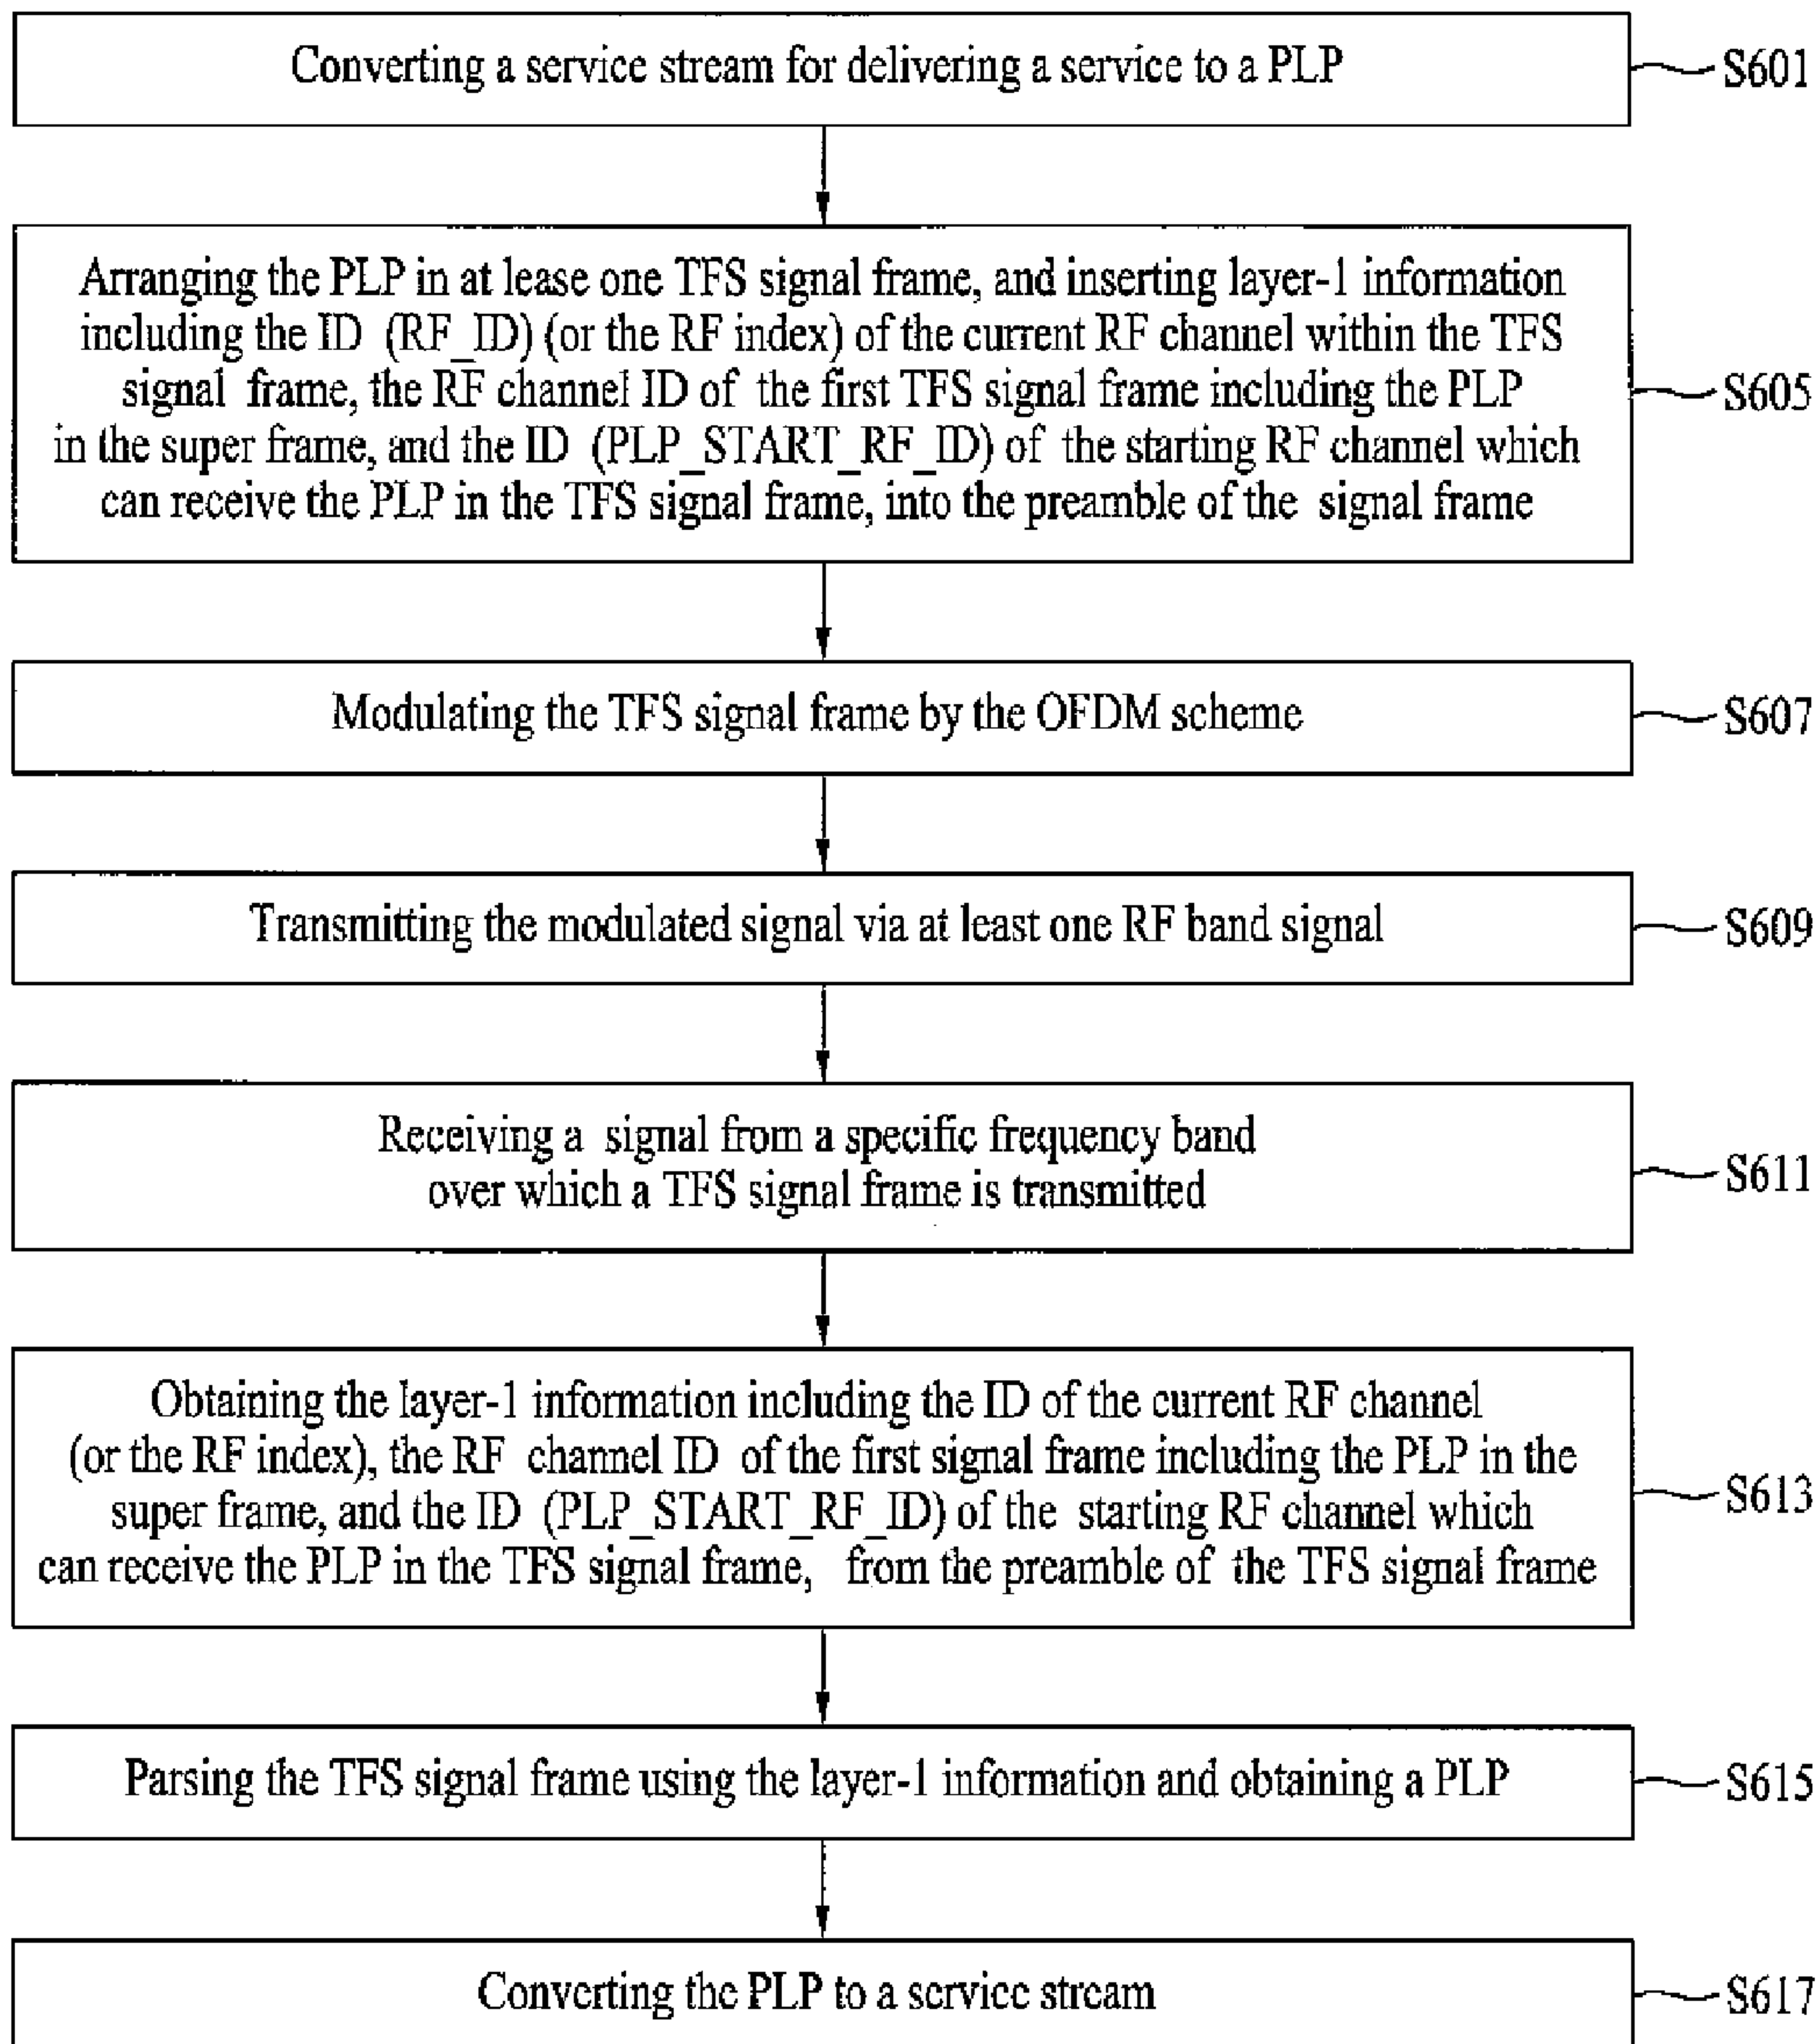 Converting a service stream for delivering a service to a PLP
S601
Arranging the PLP in at lease one TFS signal frame, and inserting layer-1 information
including the ID (RF_ID) (or the RF index) of the current RF channel within the TFS
signal frame, the RF channel ID of the first TFS signal frame including the PLP
in the super frame, and the ID (PLP_START_RF_ID) of the starting RF channel which
can receive the PLP in the TFS signal frame, into the preamble of the signal frame
S605
Modulating the TFS signal frame by the OFDM scheme
S607
Transmitting the modulated signal via at least one RF band signal
S609
Receiving a signal from a specific frequency band
over which a TFS signal frame is transmitted
S611
Obtaining the layer-1 information including the ID of the current RF channel
(or the RF index), the RF channel ID of the first signal frame including the PLP in the
super frame, and the ID (PLP_START_RF_ID) of the starting RF channel which
can receive the PLP in the TFS signal frame, from the preamble of the TFS signal frame
S613
Parsing the TFS signal frame using the layer-1 information and obtaining a PLP
S615
Converting the PLP to a service stream
S617